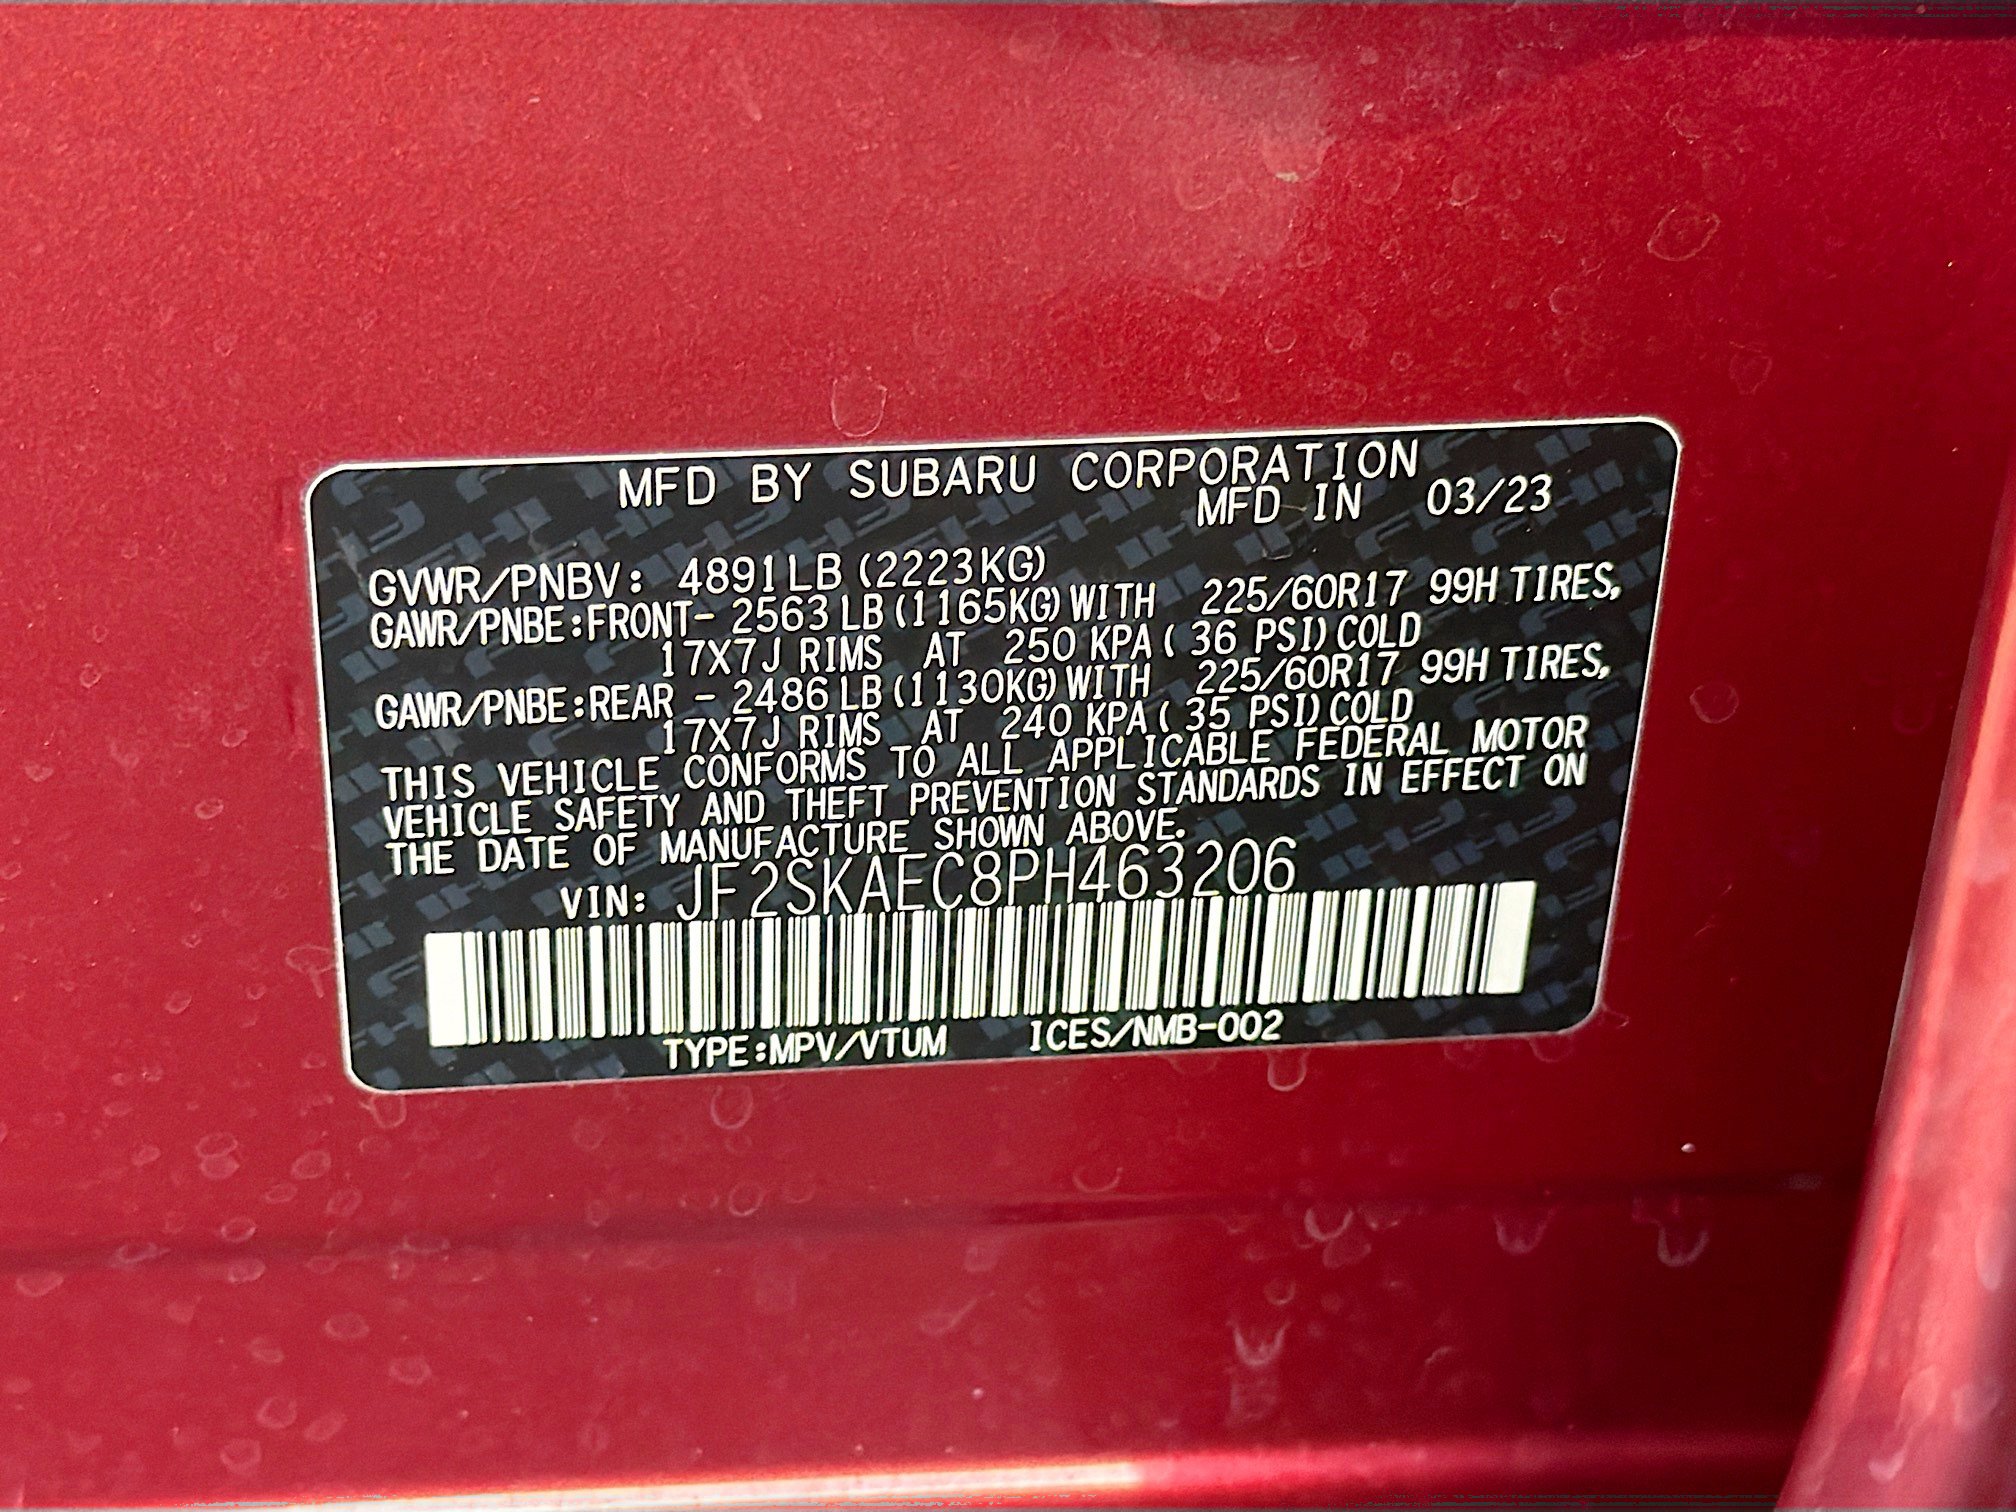 MFD BY SUBARU CORPORATION
MFD IN 03/23
GVWR/PNBV: 4891LB (2223KG)
GAWR/PNBE:FRONT- 2563 LB (1165KG) WITH 225/60R17 99H TIRES,
17X7J RIMS AT 250 KPA ( 36 PSI) COLD
GAWR/PNBE:REAR - 2486 LB (1130KG) WITH 225/60R17 99H TIRES,
17X7J RIMS AT 240 KPA ( 35 PSI) COLD
THIS VEHICLE CONFORMS TO ALL APPLICABLE FEDERAL MOTOR
VEHICLE SAFETY AND THEFT PREVENTION STANDARDS IN EFFECT ON
THE DATE OF MANUFACTURE SHOWN ABOVE.
VIN: JF2SKAEC8PH463206
TYPE:MPV/VTUM ICES/NMB-002